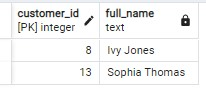 customer_id full_name
[PK] integer text
8 Ivy Jones
13 Sophia Thomas